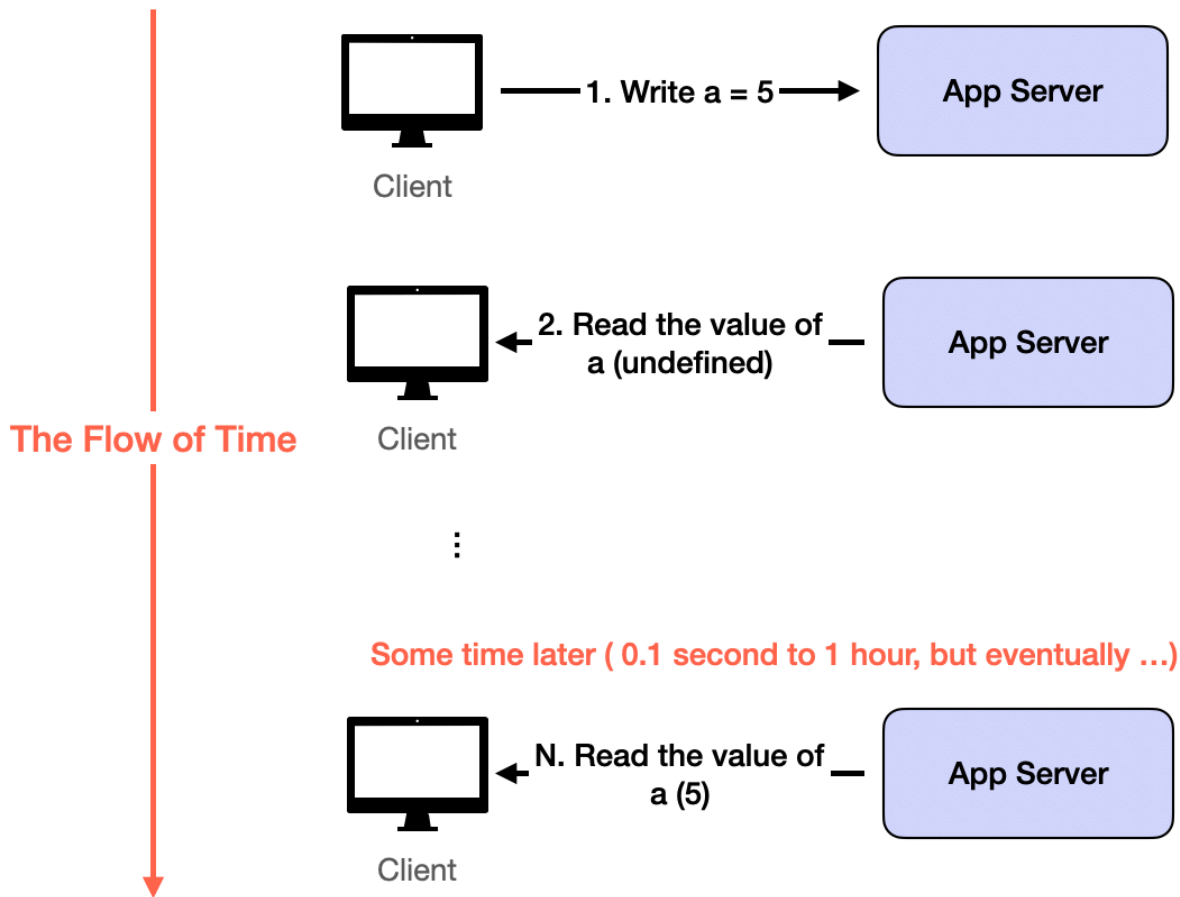 1. Write a = 5
App Server
Client
2. Read the value of
a (undefined)
App Server
Client
The Flow of Time
⋮
Some time later ( 0.1 second to 1 hour, but eventually ...)
N. Read the value of
a (5)
App Server
Client